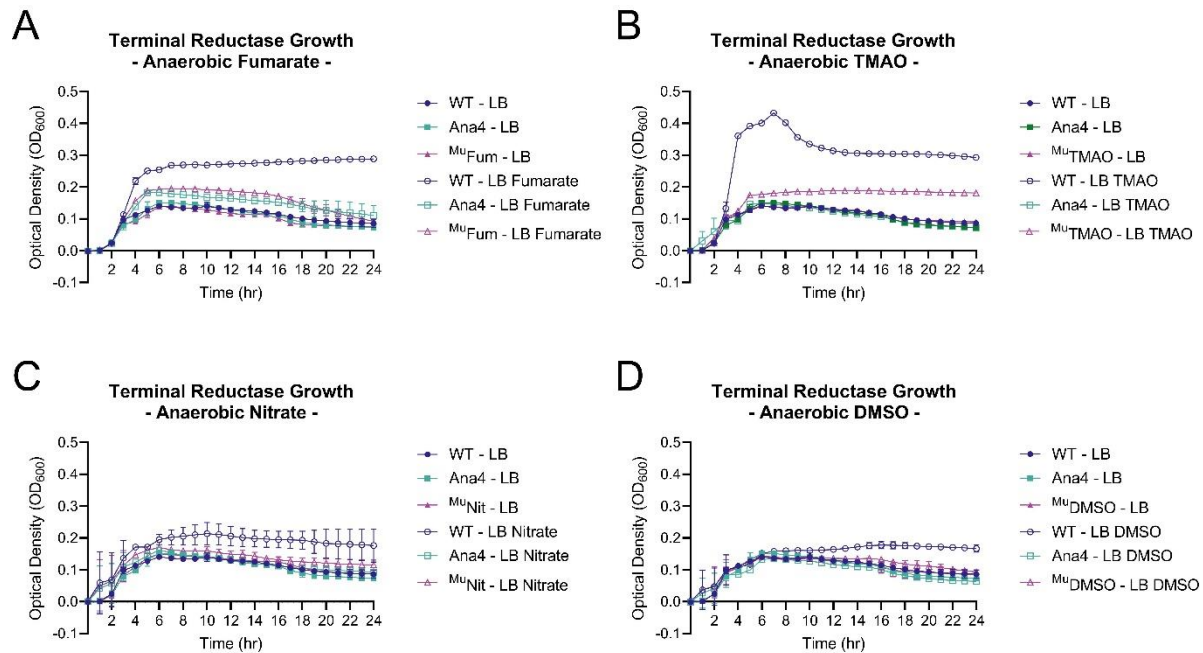 A
Terminal Reductase Growth
- Anaerobic Fumarate -
Optical Density (OD600)
0.5
0.4
0.3
0.2
0.1
0.0
-0.1
2 4 6 8 10 12 14 16 18 20 22 24
Time (hr)
WT - LB
Ana4 - LB
MuFum - LB
WT - LB Fumarate
Ana4 - LB Fumarate
MuFum - LB Fumarate
B
Terminal Reductase Growth
- Anaerobic TMAO -
Optical Density (OD600)
0.5
0.4
0.3
0.2
0.1
0.0
-0.1
2 4 6 8 10 12 14 16 18 20 22 24
Time (hr)
WT - LB
Ana4 - LB
MuTMAO - LB
WT - LB TMAO
Ana4 - LB TMAO
MuTMAO - LB TMAO
C
Terminal Reductase Growth
- Anaerobic Nitrate -
Optical Density (OD600)
0.5
0.4
0.3
0.2
0.1
0.0
-0.1
2 4 6 8 10 12 14 16 18 20 22 24
Time (hr)
WT - LB
Ana4 - LB
MuNit - LB
WT - LB Nitrate
Ana4 - LB Nitrate
MuNit - LB Nitrate
D
Terminal Reductase Growth
- Anaerobic DMSO -
Optical Density (OD600)
0.5
0.4
0.3
0.2
0.1
0.0
-0.1
2 4 6 8 10 12 14 16 18 20 22 24
Time (hr)
WT - LB
Ana4 - LB
MuDMSO - LB
WT - LB DMSO
Ana4 - LB DMSO
MuDMSO - LB DMSO